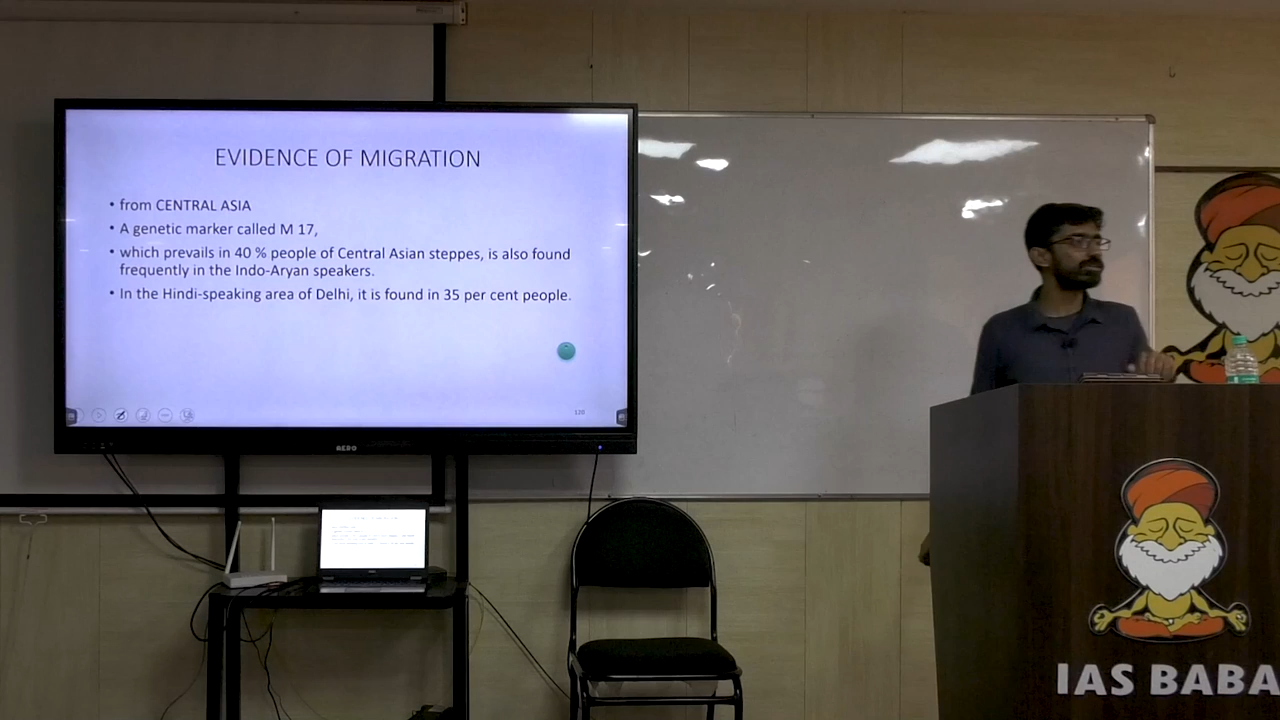 EVIDENCE OF MIGRATION
• from CENTRAL ASIA
• A genetic marker called M 17,
• which prevails in 40 % people of Central Asian steppes, is also found
frequently in the Indo-Aryan speakers.
• In the Hindi-speaking area of Delhi, it is found in 35 per cent people.
120
AERO
IAS BABA